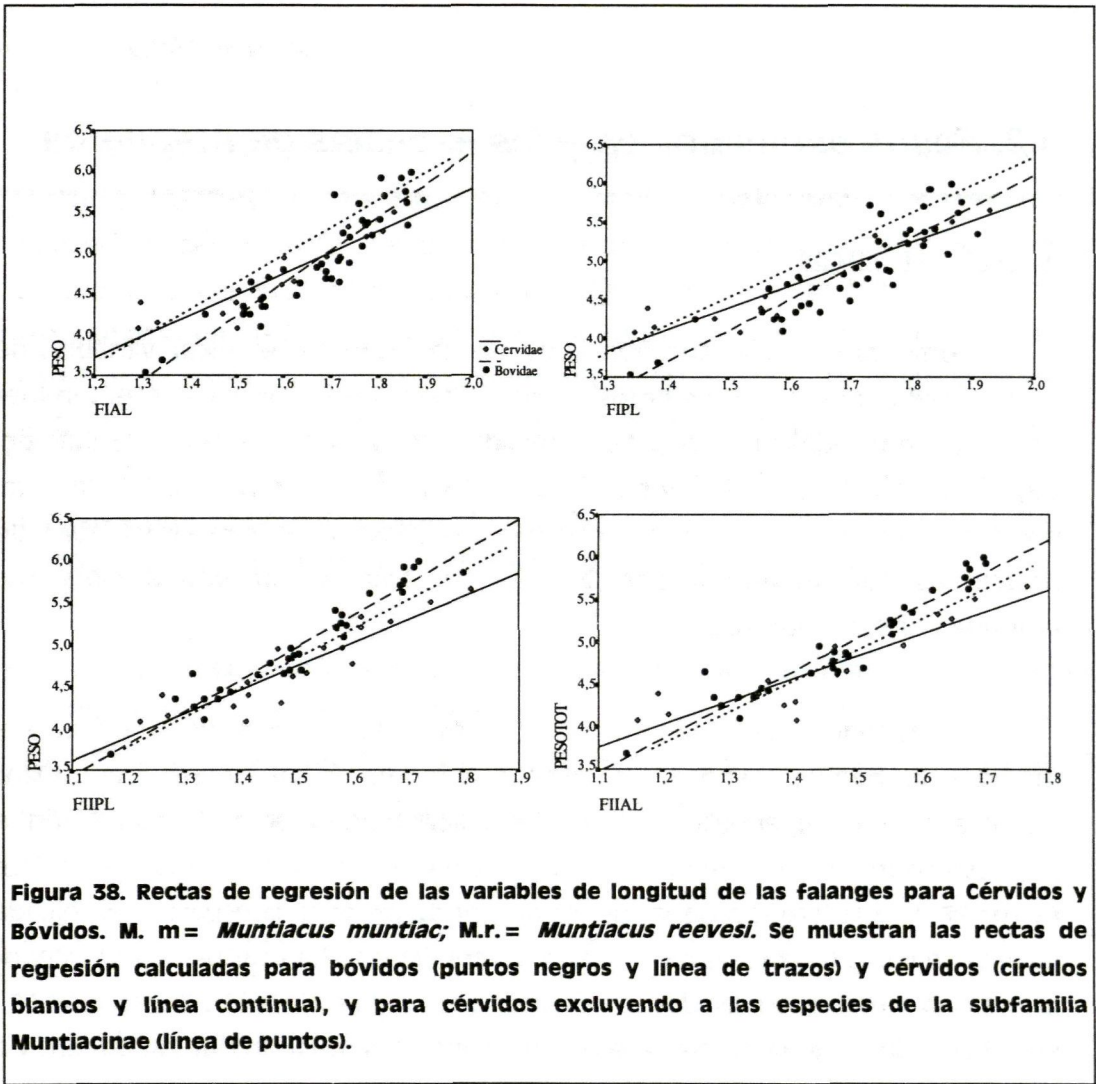 6,5
6,0
5,5
5,0
4,5
4,0
3,5
PESO
1,2 1,3 1,4 1,5 1,6 1,7 1,8 1,9 2,0
FIAL
Cervidae
Bovidae
6,5
6,0
5,5
5,0
4,5
4,0
3,5
PESO
1,3 1,4 1,5 1,6 1,7 1,8 1,9 2,0
FIPL
6,5
6,0
5,5
5,0
4,5
4,0
3,5
PESO
1,1 1,2 1,3 1,4 1,5 1,6 1,7 1,8 1,9
FIIPL
6,5
6,0
5,5
5,0
4,5
4,0
3,5
PESOTOT
1,1 1,2 1,3 1,4 1,5 1,6 1,7 1,8
FIIAL
Figura 38. Rectas de regresión de las variables de longitud de las falanges para Cérvidos y
Bóvidos. M. m= Muntiacus muntiac; M.r.= Muntiacus reevesi. Se muestran las rectas de
regresión calculadas para bóvidos (puntos negros y línea de trazos) y cérvidos (círculos
blancos y línea continua), y para cérvidos excluyendo a las especies de la subfamilia
Muntiacinae (línea de puntos).